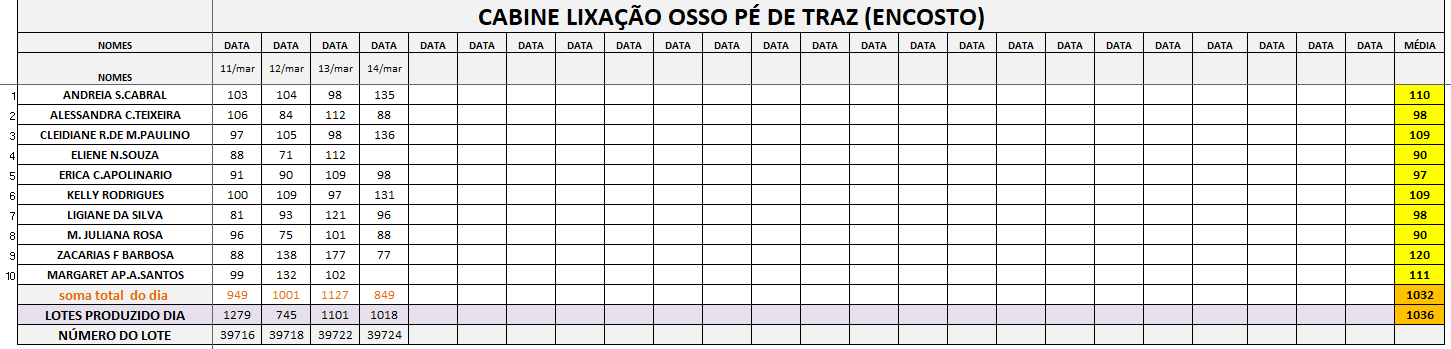 CABINE LIXAÇÃO OSSO PÉ DE TRAZ (ENCOSTO)
NOMES DATA DATA DATA DATA DATA DATA DATA DATA DATA DATA DATA DATA DATA DATA DATA DATA DATA DATA DATA DATA DATA DATA DATA DATA MÉDIA
NOMES 11/mar 12/mar 13/mar 14/mar
1 ANDREIA S.CABRAL 103 104 98 135 110
2 ALESSANDRA C.TEIXEIRA 106 84 112 88 98
3 CLEIDIANE R.DE M.PAULINO 97 105 98 136 109
4 ELIENE N.SOUZA 88 71 112 90
5 ERICA C.APOLINARIO 91 90 109 98 97
6 KELLY RODRIGUES 100 109 97 131 109
7 LIGIANE DA SILVA 81 93 121 96 98
8 M. JULIANA ROSA 96 75 101 88 90
9 ZACARIAS F BARBOSA 88 138 177 77 120
10 MARGARET AP.A.SANTOS 99 132 102 111
soma total do dia 949 1001 1127 849 1032
LOTES PRODUZIDO DIA 1279 745 1101 1018 1036
NÚMERO DO LOTE 39716 39718 39722 39724